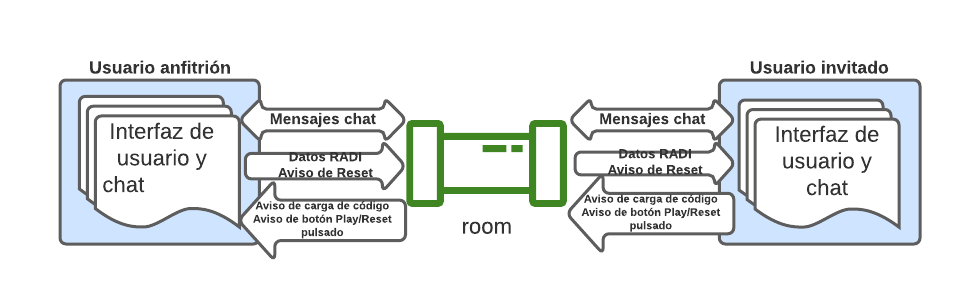 Usuario anfitrión
Usuario invitado
Interfaz de
usuario y
chat
Mensajes chat
Datos RADI
Aviso de Reset
Aviso de carga de código
Aviso de botón Play/Reset
pulsado
room
Mensajes chat
Datos RADI
Aviso de Reset
Aviso de carga de código
Aviso de botón Play/Reset
pulsado
Interfaz de
usuario y
chat